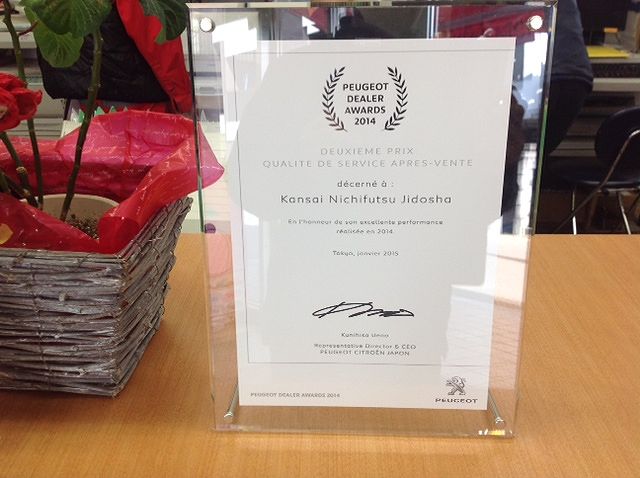 PEUGEOT
DEALER
AWARDS
2014
DEUXIEME PRIX
QUALITE DE SERVICE APRES-VENTE
décerné à :
Kansai Nichifutsu Jidosha
En l'honneur de son excellente performance
réalisée en 2014
Tokyo, janvier 2015
Kunihisa Ueno
Representative Director & CEO
PEUGEOT CITROËN JAPON
PEUGEOT DEALER AWARDS 2014
PEUGEOT